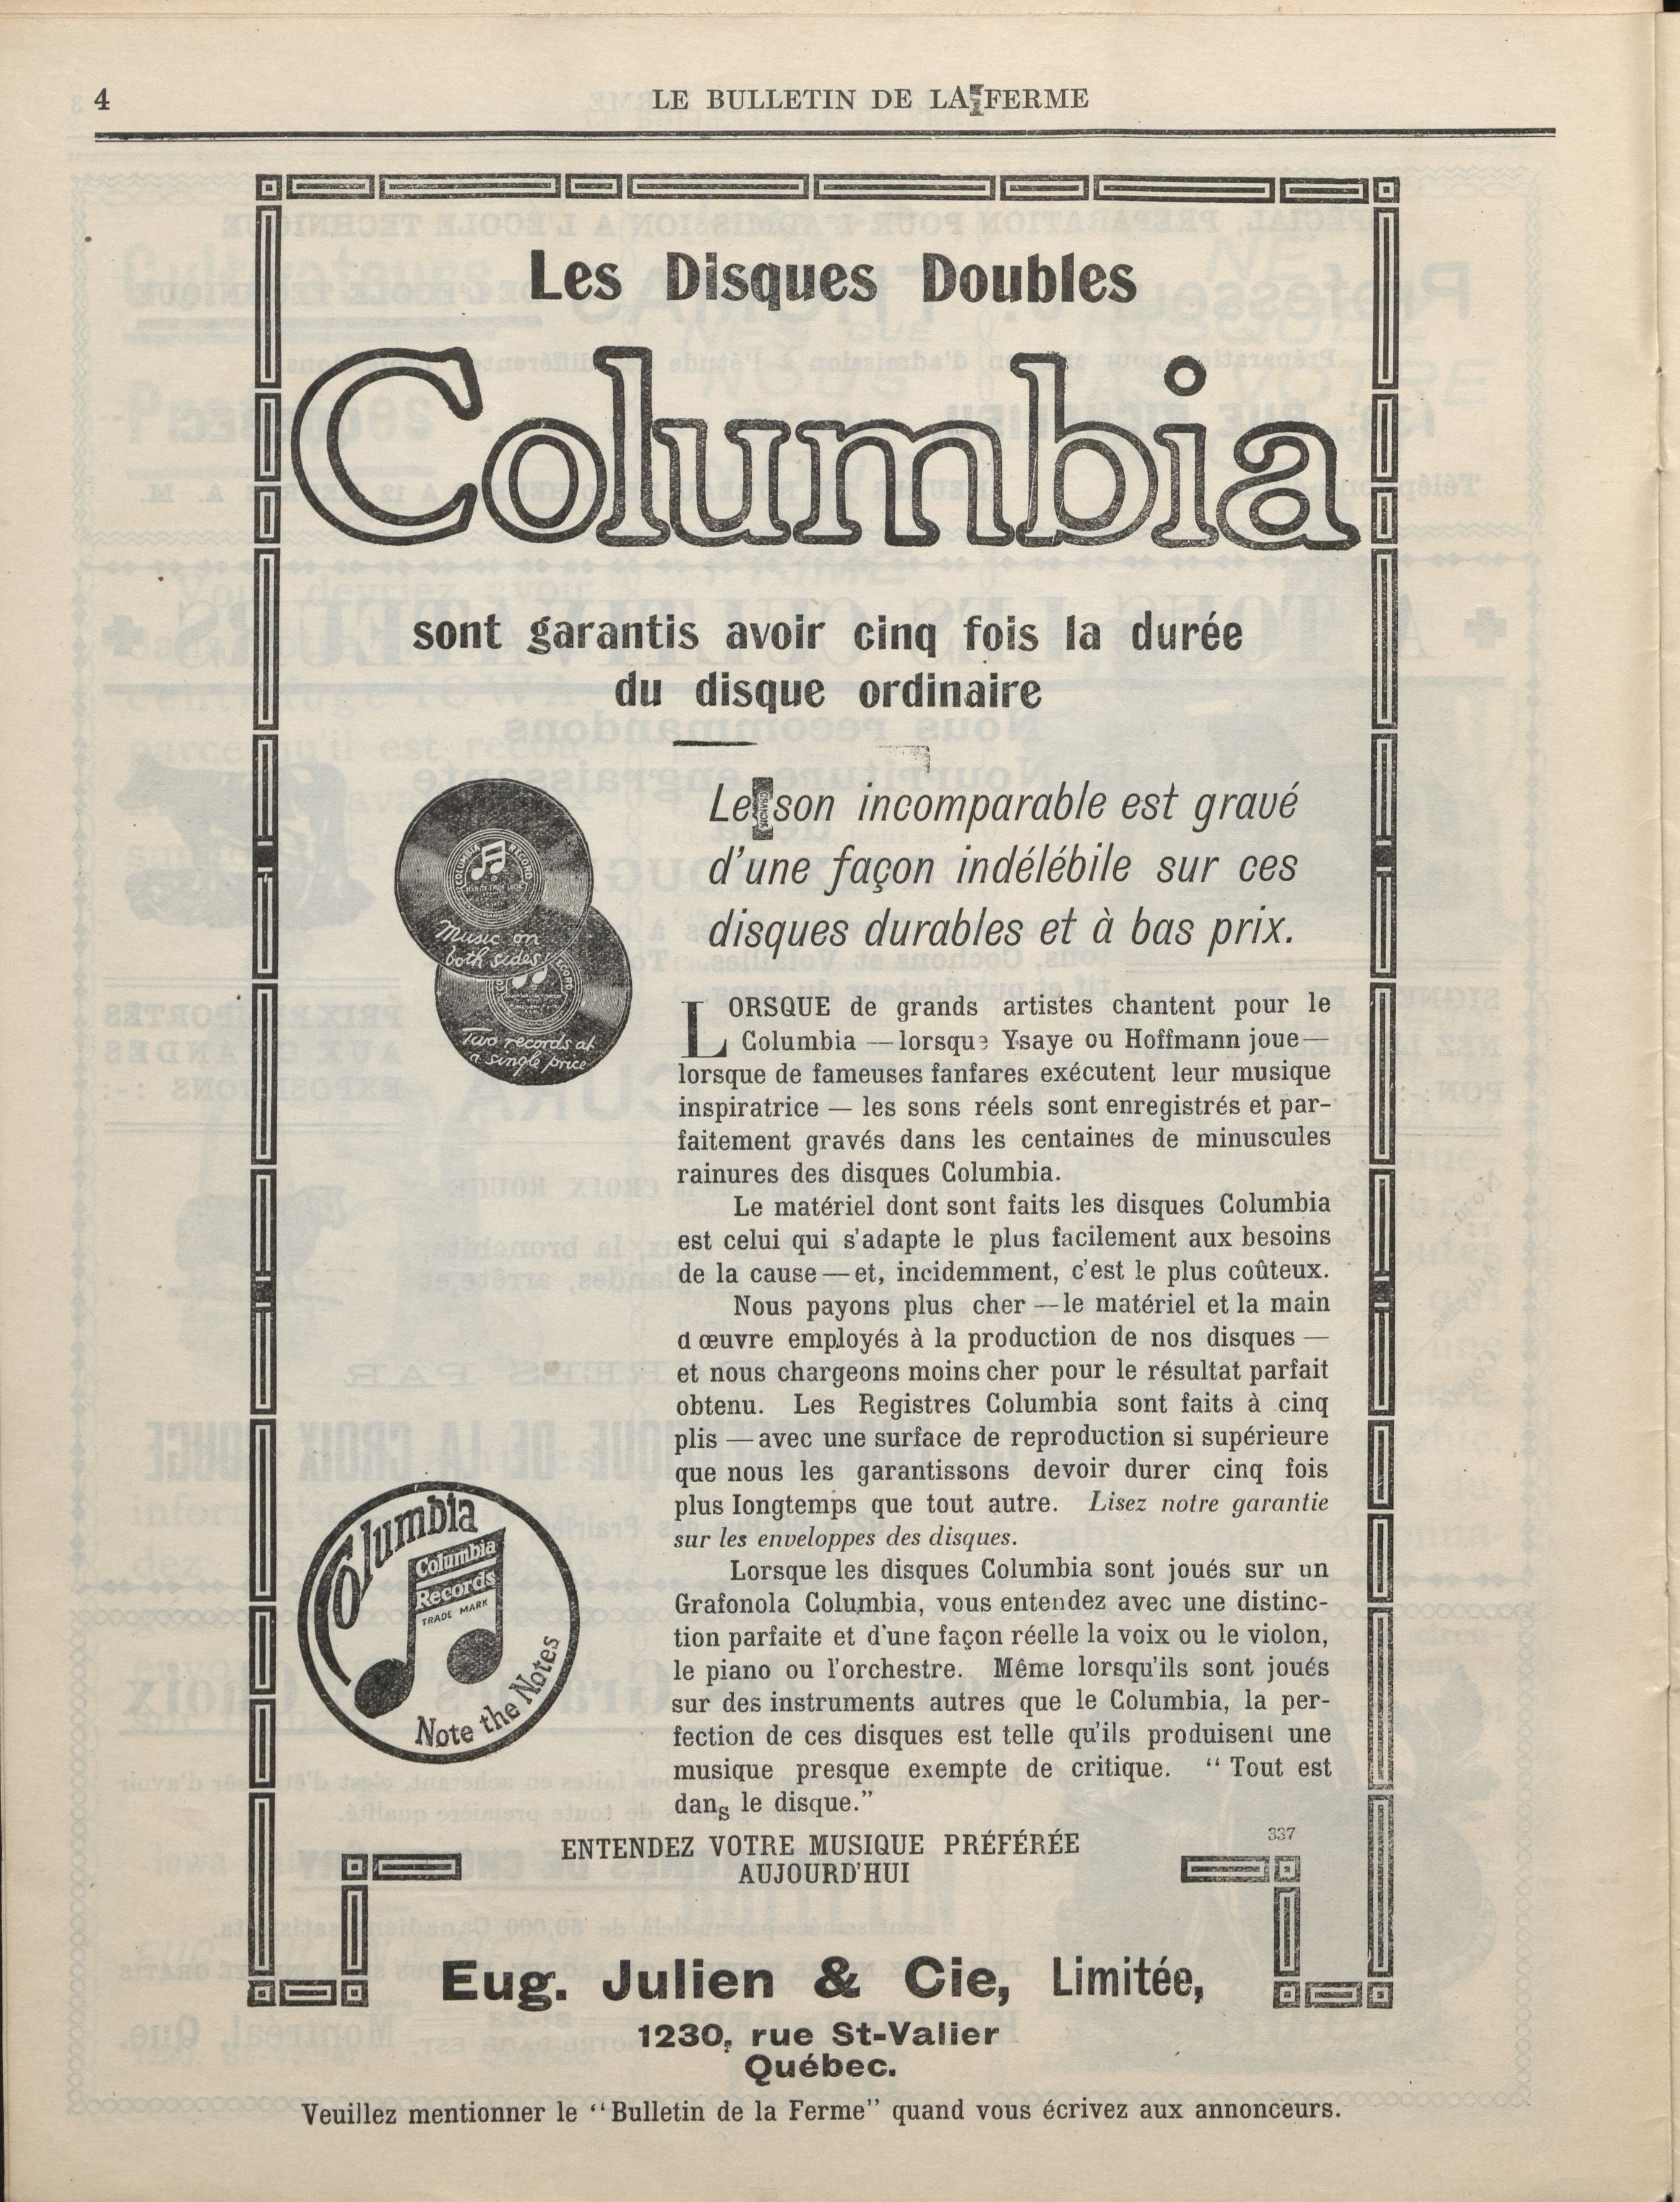 4
LE BULLETIN DE LA FERME
Les Disques Doubles
Columbia
sont garantis avoir cinq fois la durée
du disque ordinaire
Le son incomparable est gravé
d'une façon indélébile sur ces
disques durables et à bas prix.
COLUMBIA RECORD
Music on
both sides!
Two records at
a single price
LORSQUE de grands artistes chantent pour le
Columbia — lorsque Ysaye ou Hoffmann joue —
lorsque de fameuses fanfares exécutent leur musique
inspiratrice — les sons réels sont enregistrés et par-
faitement gravés dans les centaines de minuscules
rainures des disques Columbia.
Le matériel dont sont faits les disques Columbia
est celui qui s'adapte le plus facilement aux besoins
de la cause — et, incidemment, c'est le plus coûteux.
Nous payons plus cher — le matériel et la main
d œuvre employés à la production de nos disques —
et nous chargeons moins cher pour le résultat parfait
obtenu. Les Registres Columbia sont faits à cinq
plis — avec une surface de reproduction si supérieure
que nous les garantissons devoir durer cinq fois
plus longtemps que tout autre. Lisez notre garantie
sur les enveloppes des disques.
Lorsque les disques Columbia sont joués sur un
Grafonola Columbia, vous entendez avec une distinc-
tion parfaite et d'une façon réelle la voix ou le violon,
le piano ou l'orchestre. Même lorsqu'ils sont joués
sur des instruments autres que le Columbia, la per-
fection de ces disques est telle qu'ils produisent une
musique presque exempte de critique. “ Tout est
dans le disque.”
Columbia
Columbia
Records
TRADE MARK
Note the Notes
337
ENTENDEZ VOTRE MUSIQUE PRÉFÉRÉE
AUJOURD'HUI
Eug. Julien & Cie, Limitée,
1230, rue St-Valier
Québec.
Veuillez mentionner le “Bulletin de la Ferme” quand vous écrivez aux annonceurs.